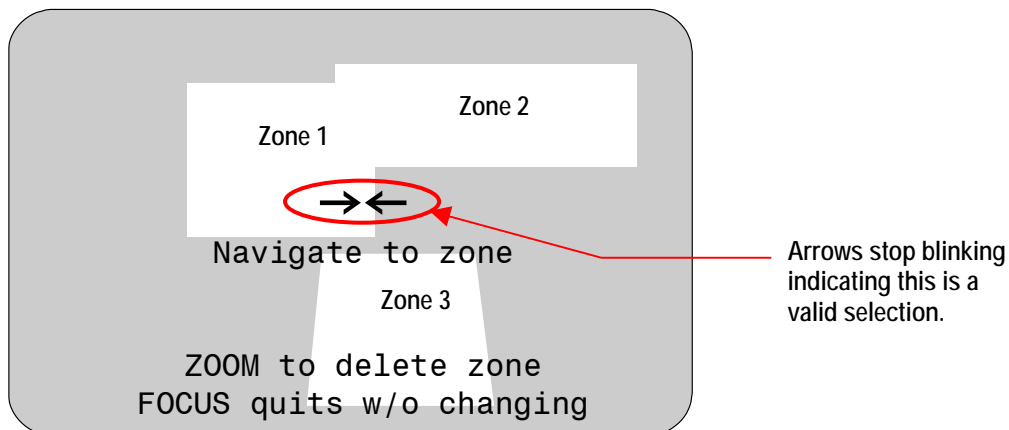 Zone 2
Zone 1
Navigate to zone
Zone 3
ZOOM to delete zone
FOCUS quits w/o changing
Arrows stop blinking
indicating this is a
valid selection.